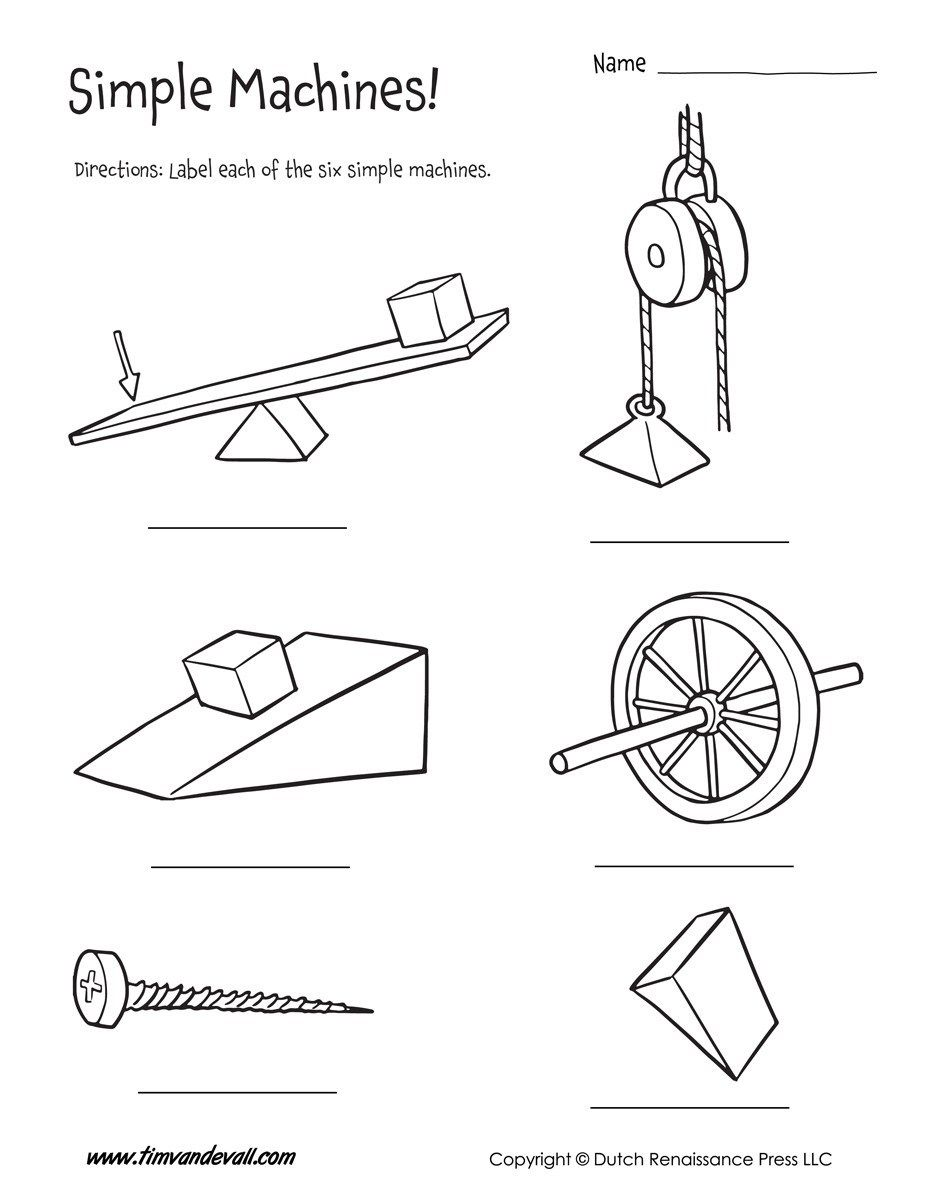 Simple Machines!
Name
Directions: Label each of the six simple machines.
www.timvandevall.com
Copyright © Dutch Renaissance Press LLC